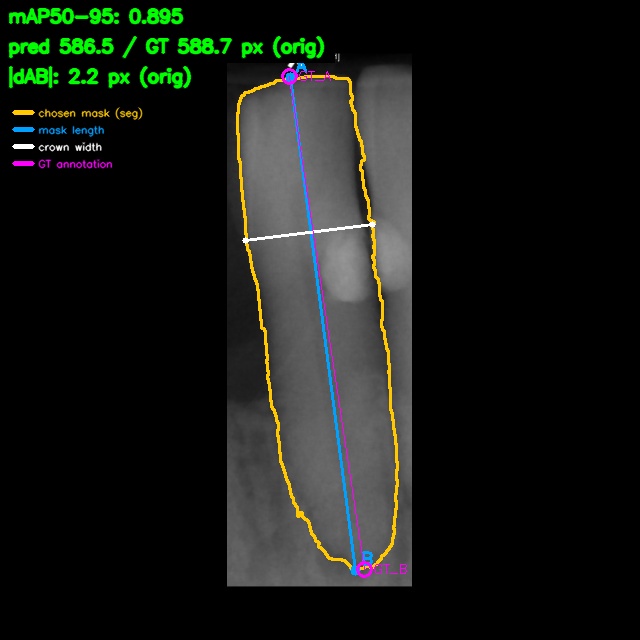 mAP50-95: 0.895
pred 586.5 / GT 588.7 px (orig)
|dAB|: 2.2 px (orig)
chosen mask (seg)
mask length
crown width
GT annotation
A
GT_A
B
GT_B